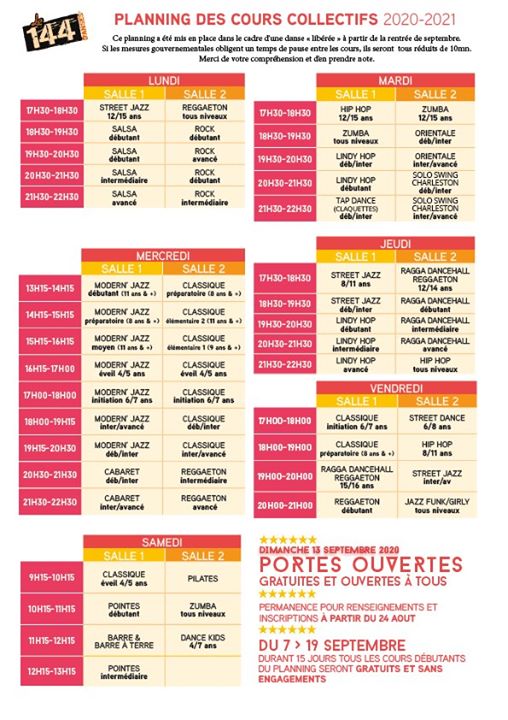 144
PLANNING DES COURS COLLECTIFS 2020-2021
Ce planning a été mis en place dans le cadre d'une danse « libérée » à partir de la rentrée de septembre.
Si les mesures gouvernementales obligent un temps de pause entre les cours, ils seront tous réduits de 10mn.
Merci de votre compréhension et d'en prendre note.
LUNDI
SALLE 1 SALLE 2
17H30-18H30 STREET JAZZ 12/15 ans REGGAETON tous niveaux
18H30-19H30 SALSA débutant ROCK débutant
19H30-20H30 SALSA débutant ROCK avancé
20H30-21H30 SALSA intermédiaire ROCK débutant
21H30-22H30 SALSA avancé ROCK intermédiaire
MARDI
SALLE 1 SALLE 2
17H30-18H30 HIP HOP 12/15 ans ZUMBA 12/15 ans
18H30-19H30 ZUMBA tous niveaux ORIENTALE déb/inter
19H30-20H30 LINDY HOP déb/inter ORIENTALE inter/avancé
20H30-21H30 LINDY HOP débutant SOLO SWING CHARLESTON déb/inter
21H30-22H30 TAP DANCE (CLAQUETTES) déb/inter SOLO SWING CHARLESTON inter/avancé
MERCREDI
SALLE 1 SALLE 2
13H15-14H15 MODERN' JAZZ débutant (11 ans & +) CLASSIQUE préparatoire (8 ans & +)
14H15-15H15 MODERN' JAZZ préparatoire (8 ans & +) CLASSIQUE élémentaire 2 (11 ans & +)
15H15-16H15 MODERN' JAZZ moyen (11 ans & +) CLASSIQUE élémentaire 1 (9 ans & +)
16H15-17H00 MODERN' JAZZ éveil 4/5 ans CLASSIQUE éveil 4/5 ans
17H00-18H00 MODERN' JAZZ initiation 6/7 ans CLASSIQUE initiation 6/7 ans
18H00-19H15 MODERN' JAZZ inter/avancé CLASSIQUE déb/inter
19H15-20H30 MODERN' JAZZ déb/inter CLASSIQUE inter/avancé
20H30-21H30 CABARET déb/inter REGGAETON intermédiaire
21H30-22H30 CABARET inter/avancé REGGAETON avancé
JEUDI
SALLE 1 SALLE 2
17H30-18H30 STREET JAZZ 8/11 ans RAGGA DANCEHALL REGGAETON 12/14 ans
18H30-19H30 STREET JAZZ déb/inter RAGGA DANCEHALL débutant
19H30-20H30 LINDY HOP débutant RAGGA DANCEHALL intermédiaire
20H30-21H30 LINDY HOP intermédiaire RAGGA DANCEHALL avancé
21H30-22H30 LINDY HOP avancé HIP HOP tous niveaux
VENDREDI
SALLE 1 SALLE 2
17H00-18H00 CLASSIQUE initiation 6/7 ans STREET DANCE 6/8 ans
18H00-19H00 CLASSIQUE préparatoire (8 ans & +) HIP HOP 8/11 ans
19H00-20H00 RAGGA DANCEHALL REGGAETON 15/16 ans STREET JAZZ inter/av
20H00-21H00 REGGAETON débutant JAZZ FUNK/GIRLY tous niveaux
SAMEDI
SALLE 1 SALLE 2
9H15-10H15 CLASSIQUE éveil 4/5 ans PILATES
10H15-11H15 POINTES débutant ZUMBA tous niveaux
11H15-12H15 BARRE & BARRE À TERRE DANCE KIDS 4/7 ans
12H15-13H15 POINTES intermédiaire
DIMANCHE 13 SEPTEMBRE 2020
PORTES OUVERTES
GRATUITES ET OUVERTES À TOUS
PERMANENCE POUR RENSEIGNEMENTS ET
INSCRIPTIONS À PARTIR DU 24 AOUT
DU 7 > 19 SEPTEMBRE
DURANT 15 JOURS TOUS LES COURS DÉBUTANTS
DU PLANNING SERONT GRATUITS ET SANS
ENGAGEMENTS